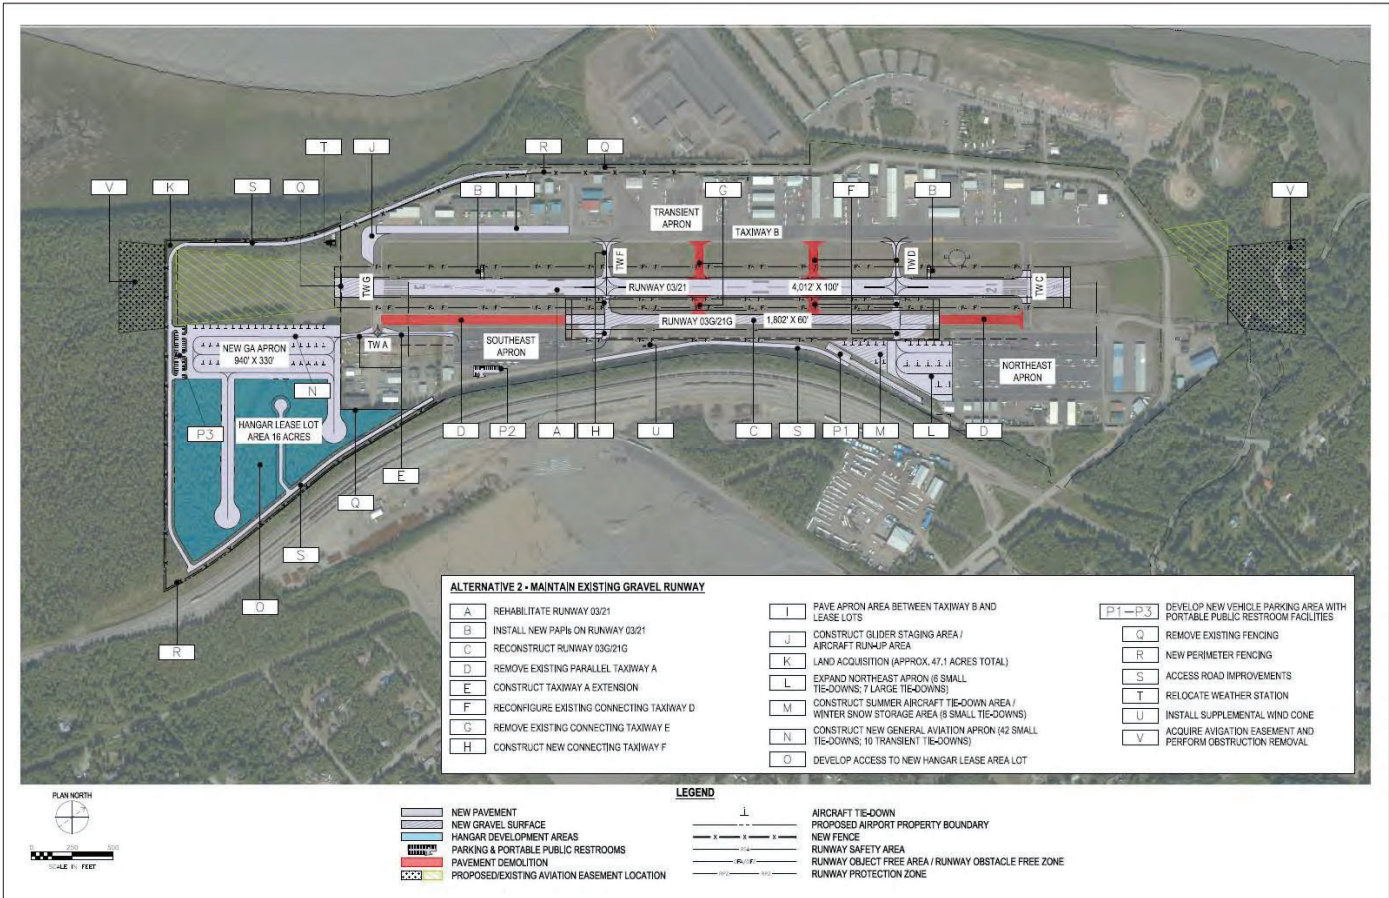 T
J
R
Q
V
K
S
Q
B
I
G
F
B
V
TRANSIENT
APRON
TAXIWAY B
TW F
TW D
TW G
TW C
RUNWAY 03/21
4,012' X 100'
21
RUNWAY 03G/21G
1,802' X 60'
TW A
SOUTHEAST
APRON
NEW GA APRON
940' X 330'
NORTHEAST
APRON
N
HANGAR LEASE LOT
AREA 16 ACRES
P3
D
P2
A
H
U
C
S
P1
M
L
D
E
Q
S
O
R
ALTERNATIVE 2 - MAINTAIN EXISTING GRAVEL RUNWAY
A REHABILITATE RUNWAY 03/21
B INSTALL NEW PAPIs ON RUNWAY 03/21
C RECONSTRUCT RUNWAY 03G/21G
D REMOVE EXISTING PARALLEL TAXIWAY A
E CONSTRUCT TAXIWAY A EXTENSION
F RECONFIGURE EXISTING CONNECTING TAXIWAY D
G REMOVE EXISTING CONNECTING TAXIWAY E
H CONSTRUCT NEW CONNECTING TAXIWAY F
I PAVE APRON AREA BETWEEN TAXIWAY B AND
LEASE LOTS
J CONSTRUCT GLIDER STAGING AREA /
AIRCRAFT RUN-UP AREA
K LAND ACQUISITION (APPROX. 47.1 ACRES TOTAL)
L EXPAND NORTHEAST APRON (6 SMALL
TIE-DOWNS; 7 LARGE TIE-DOWNS)
M CONSTRUCT SUMMER AIRCRAFT TIE-DOWN AREA /
WINTER SNOW STORAGE AREA (8 SMALL TIE-DOWNS)
N CONSTRUCT NEW GENERAL AVIATION APRON (42 SMALL
TIE-DOWNS; 10 TRANSIENT TIE-DOWNS)
O DEVELOP ACCESS TO NEW HANGAR LEASE AREA LOT
P1-P3 DEVELOP NEW VEHICLE PARKING AREA WITH
PORTABLE PUBLIC RESTROOM FACILITIES
Q REMOVE EXISTING FENCING
R NEW PERIMETER FENCING
S ACCESS ROAD IMPROVEMENTS
T RELOCATE WEATHER STATION
U INSTALL SUPPLEMENTAL WIND CONE
V ACQUIRE AVIGATION EASEMENT AND
PERFORM OBSTRUCTION REMOVAL
PLAN NORTH
0 250 500
SCALE IN FEET
LEGEND
NEW PAVEMENT
NEW GRAVEL SURFACE
HANGAR DEVELOPMENT AREAS
PARKING & PORTABLE PUBLIC RESTROOMS
PAVEMENT DEMOLITION
PROPOSED/EXISTING AVIATION EASEMENT LOCATION
AIRCRAFT TIE-DOWN
PROPOSED AIRPORT PROPERTY BOUNDARY
NEW FENCE
RUNWAY SAFETY AREA
RUNWAY OBJECT FREE AREA / RUNWAY OBSTACLE FREE ZONE
RUNWAY PROTECTION ZONE